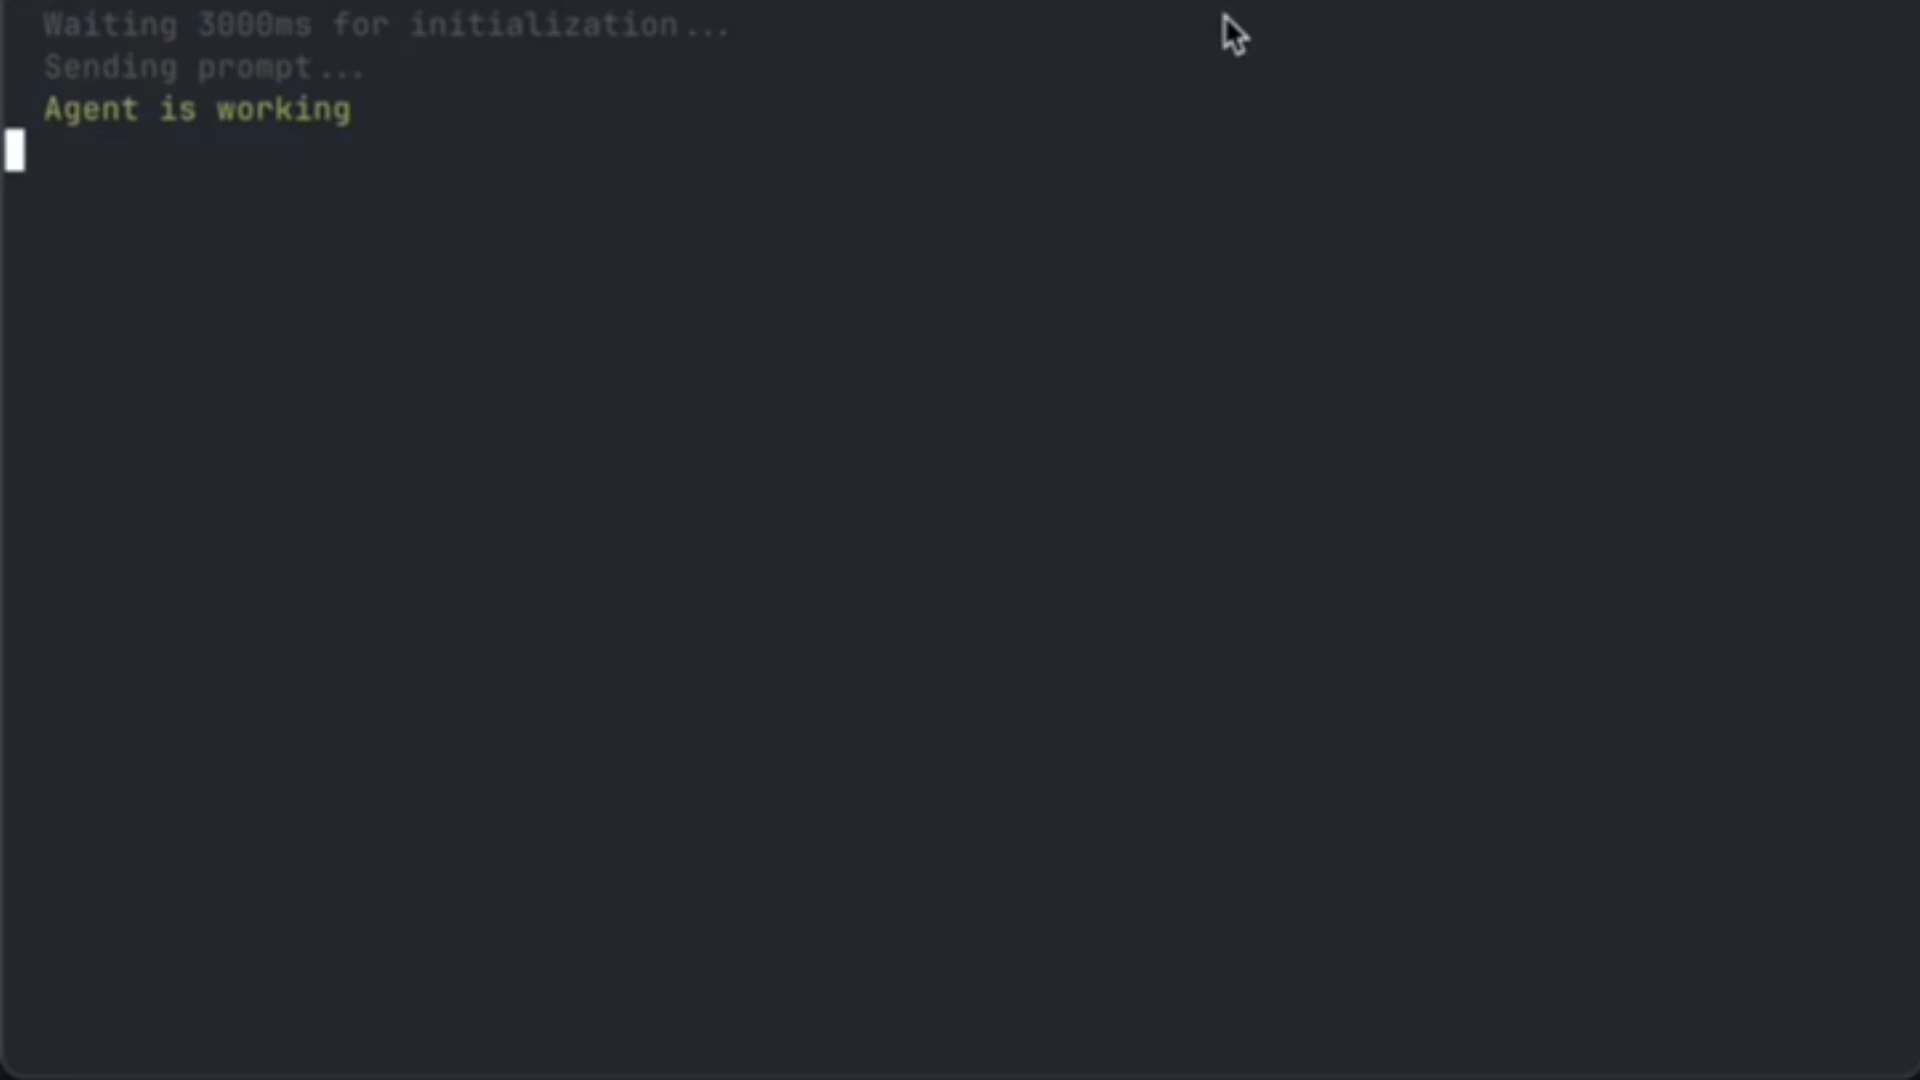 Waiting 3000ms for initialization...
Sending prompt...
Agent is working